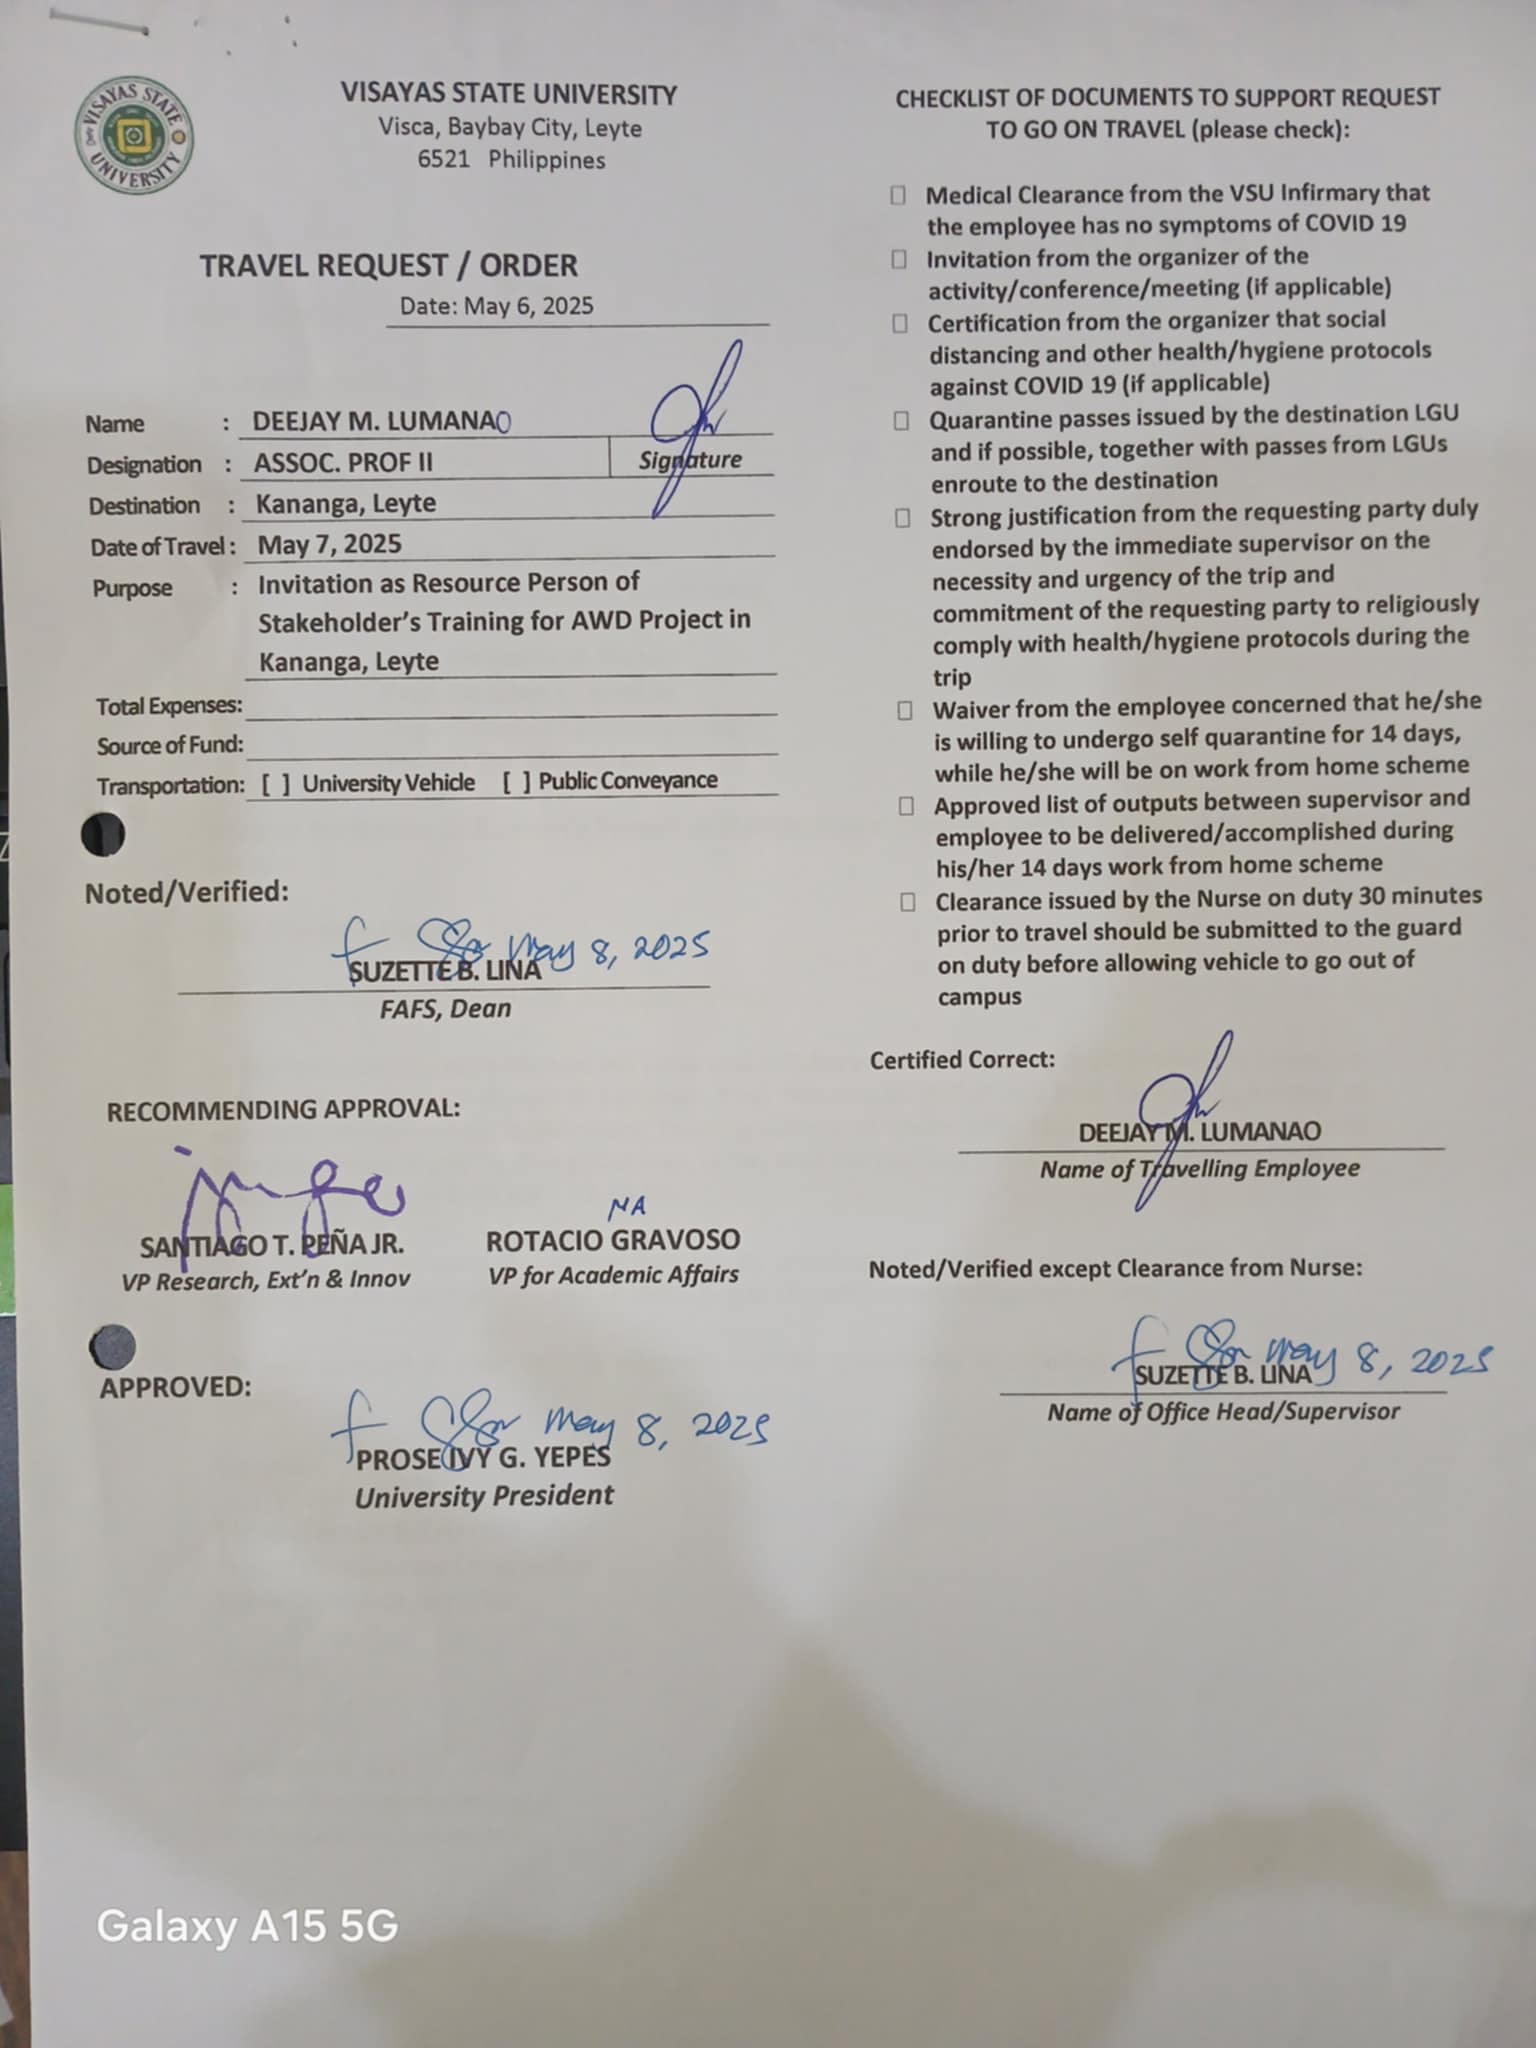 VISAYAS STATE UNIVERSITY
Visca, Baybay City, Leyte
6521 Philippines
VISAYAS STATE
UNIVERSITY
TRAVEL REQUEST / ORDER
Date: May 6, 2025
Name : DEEJAY M. LUMANAO
Designation : ASSOC. PROF II
Signature
Destination : Kananga, Leyte
Date of Travel : May 7, 2025
Purpose : Invitation as Resource Person of
Stakeholder's Training for AWD Project in
Kananga, Leyte
Total Expenses:
Source of Fund:
Transportation: [ ] University Vehicle [ ] Public Conveyance
Noted/Verified:
May 8, 2025
SUZETTE B. LINA
FAFS, Dean
RECOMMENDING APPROVAL:
SANTIAGO T. PEÑA JR.
VP Research, Ext'n & Innov
NA
ROTACIO GRAVOSO
VP for Academic Affairs
APPROVED:
May 8, 2025
PROSE IVY G. YEPES
University President
CHECKLIST OF DOCUMENTS TO SUPPORT REQUEST
TO GO ON TRAVEL (please check):
Medical Clearance from the VSU Infirmary that
the employee has no symptoms of COVID 19
Invitation from the organizer of the
activity/conference/meeting (if applicable)
Certification from the organizer that social
distancing and other health/hygiene protocols
against COVID 19 (if applicable)
Quarantine passes issued by the destination LGU
and if possible, together with passes from LGUs
enroute to the destination
Strong justification from the requesting party duly
endorsed by the immediate supervisor on the
necessity and urgency of the trip and
commitment of the requesting party to religiously
comply with health/hygiene protocols during the
trip
Waiver from the employee concerned that he/she
is willing to undergo self quarantine for 14 days,
while he/she will be on work from home scheme
Approved list of outputs between supervisor and
employee to be delivered/accomplished during
his/her 14 days work from home scheme
Clearance issued by the Nurse on duty 30 minutes
prior to travel should be submitted to the guard
on duty before allowing vehicle to go out of
campus
Certified Correct:
DEEJAY M. LUMANAO
Name of Travelling Employee
Noted/Verified except Clearance from Nurse:
May 8, 2025
SUZETTE B. LINA
Name of Office Head/Supervisor
Galaxy A15 5G